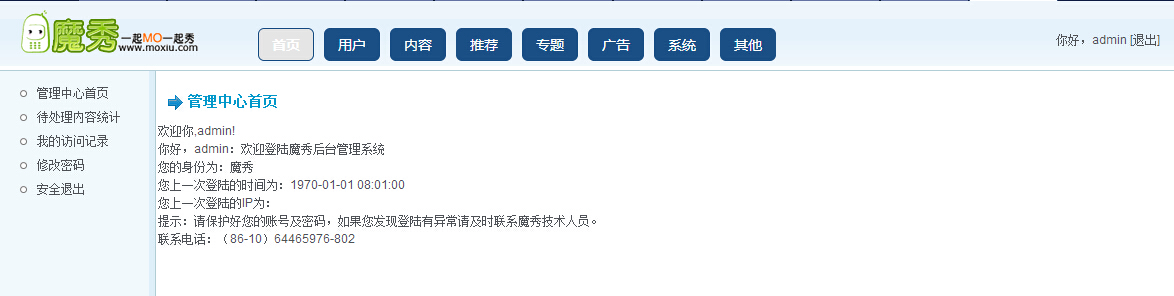 魔秀 一起MO一起秀
www.moxiu.com
首页 用户 内容 推荐 专题 广告 系统 其他
你好，admin [退出]
管理中心首页
待处理内容统计
我的访问记录
修改密码
安全退出
管理中心首页
欢迎你,admin!
你好，admin：欢迎登陆魔秀后台管理系统
您的身份为：魔秀
您上一次登陆的时间为：1970-01-01 08:01:00
您上一次登陆的IP为：
提示：请保护好您的账号及密码，如果您发现登陆有异常请及时联系魔秀技术人员。
联系电话：（86-10）64465976-802